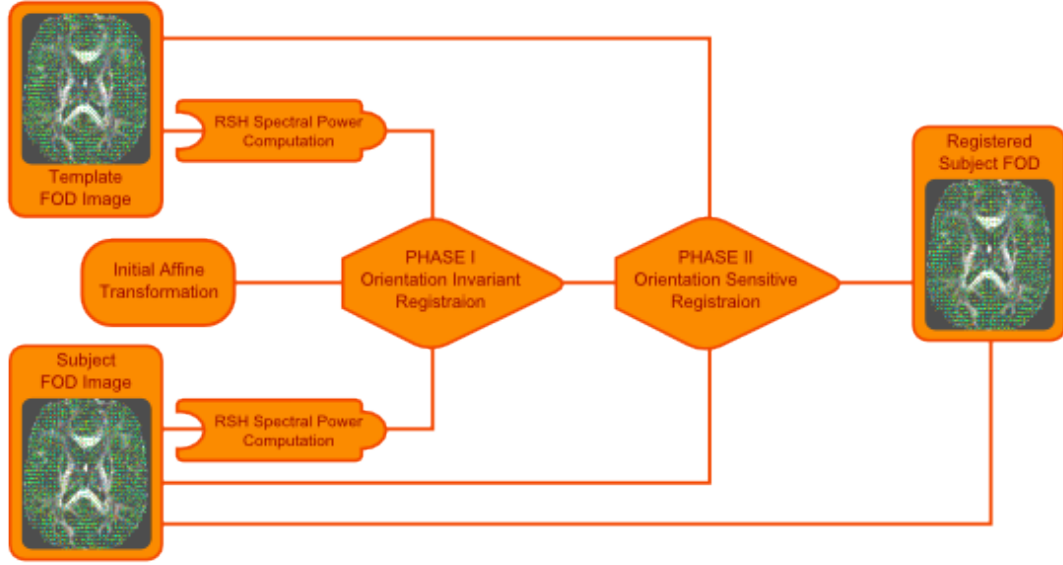 Template
FOD Image
RSH Spectral Power
Computation
Initial Affine
Transformation
PHASE I
Orientation Invariant
Registraion
PHASE II
Orientation Sensitive
Registraion
Registered
Subject FOD
Subject
FOD Image
RSH Spectral Power
Computation